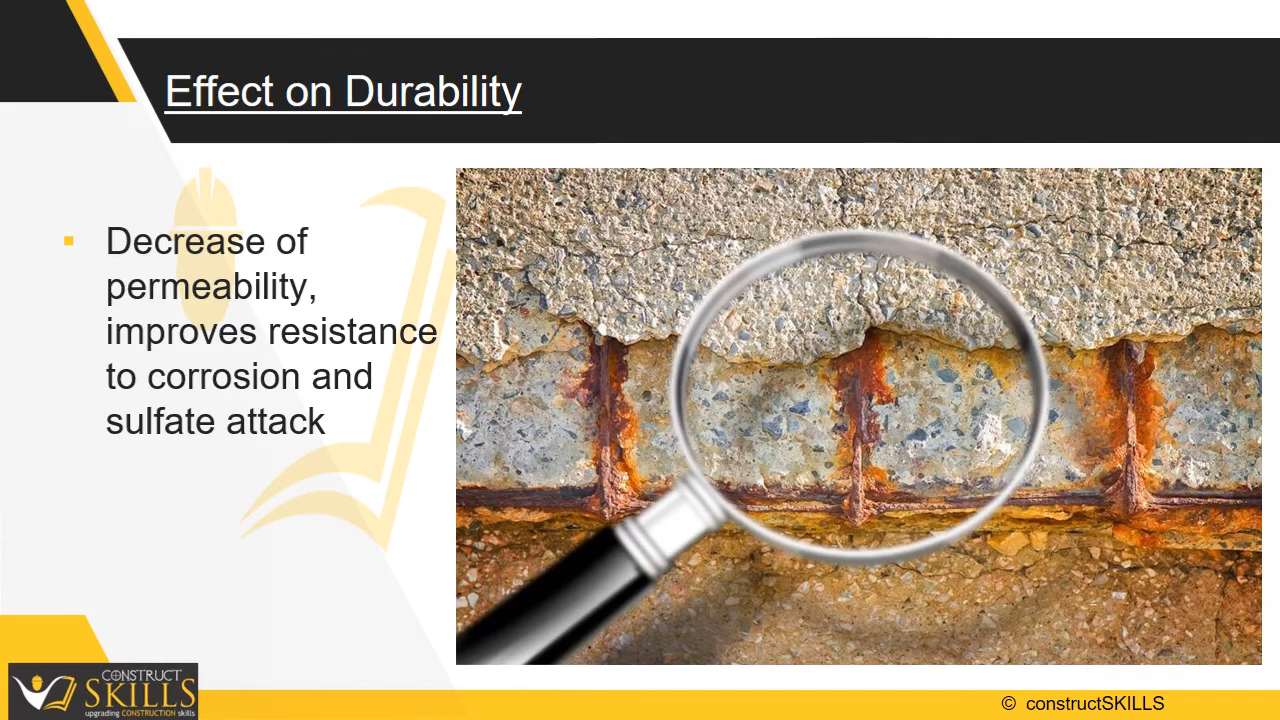 Effect on Durability
Decrease of
permeability,
improves resistance
to corrosion and
sulfate attack
CONSTRUCT
SKILLS
upgrading CONSTRUCTION skills
© constructSKILLS